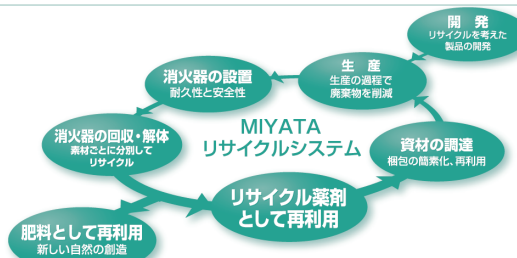 開 発
リサイクルを考えた
製品の開発
生 産
生産の過程で
廃棄物を削減
消火器の設置
耐久性と安全性
消火器の回収・解体
素材ごとに分別して
リサイクル
MIYATA
リサイクルシステム
資材の調達
梱包の簡素化、再利用
リサイクル薬剤
として再利用
肥料として再利用
新しい自然の創造